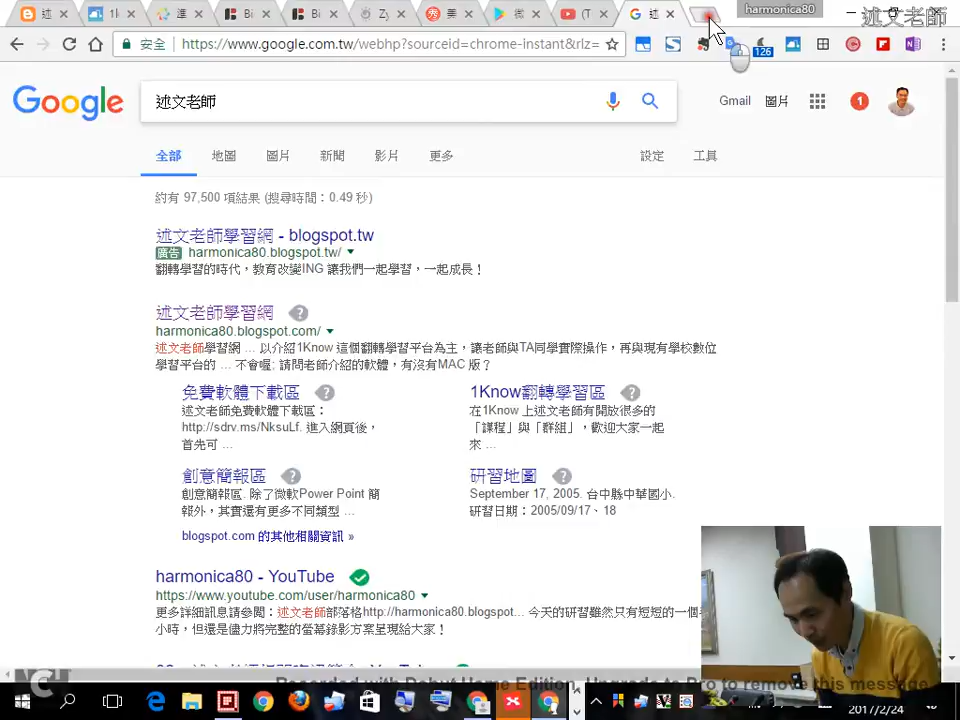 harmonica80
述文老師
安全 https://www.google.com.tw/webhp?sourceid=chrome-instant&rlz=
126
Google
述文老師
Gmail 圖片 1
全部 地圖 圖片 新聞 影片 更多 設定 工具
約有 97,500 項結果 (搜尋時間：0.49 秒)
述文老師學習網 - blogspot.tw
廣告 harmonica80.blogspot.tw/
翻轉學習的時代，教育改變ING 讓我們一起學習，一起成長！
述文老師學習網
harmonica80.blogspot.com/
述文老師學習網 ... 以介紹1Know 這個翻轉學習平台為主，讓老師與TA同學實際操作，再與現有學校數位
學習平台的 ... 不會喔; 請問老師介紹的軟體，有沒有MAC 版？
免費軟體下載區
述文老師免費軟體下載區：
http://sdrv.ms/NksuLf. 進入網頁後，
首先可 ...
1Know翻轉學習區
在1Know 上述文老師有開放很多的
「課程」與「群組」，歡迎大家一起
來 ...
創意簡報區
創意簡報區. 除了微軟Power Point 簡
報外，其實還有更多不同類型 ...
研習地圖
September 17, 2005. 台中縣中華國小.
研習日期：2005/09/17、18
blogspot.com 的其他相關資訊 »
harmonica80 - YouTube
https://www.youtube.com/user/harmonica80
更多詳細訊息請參閱：述文老師部落格http://harmonica80.blogspot... 今天的研習雖然只有短短的一個
小時，但還是儘力將完整的螢幕錄影方案呈現給大家！
Recorded with Debut Home Edition. Upgrade to Pro to remove this message.
2017/2/24